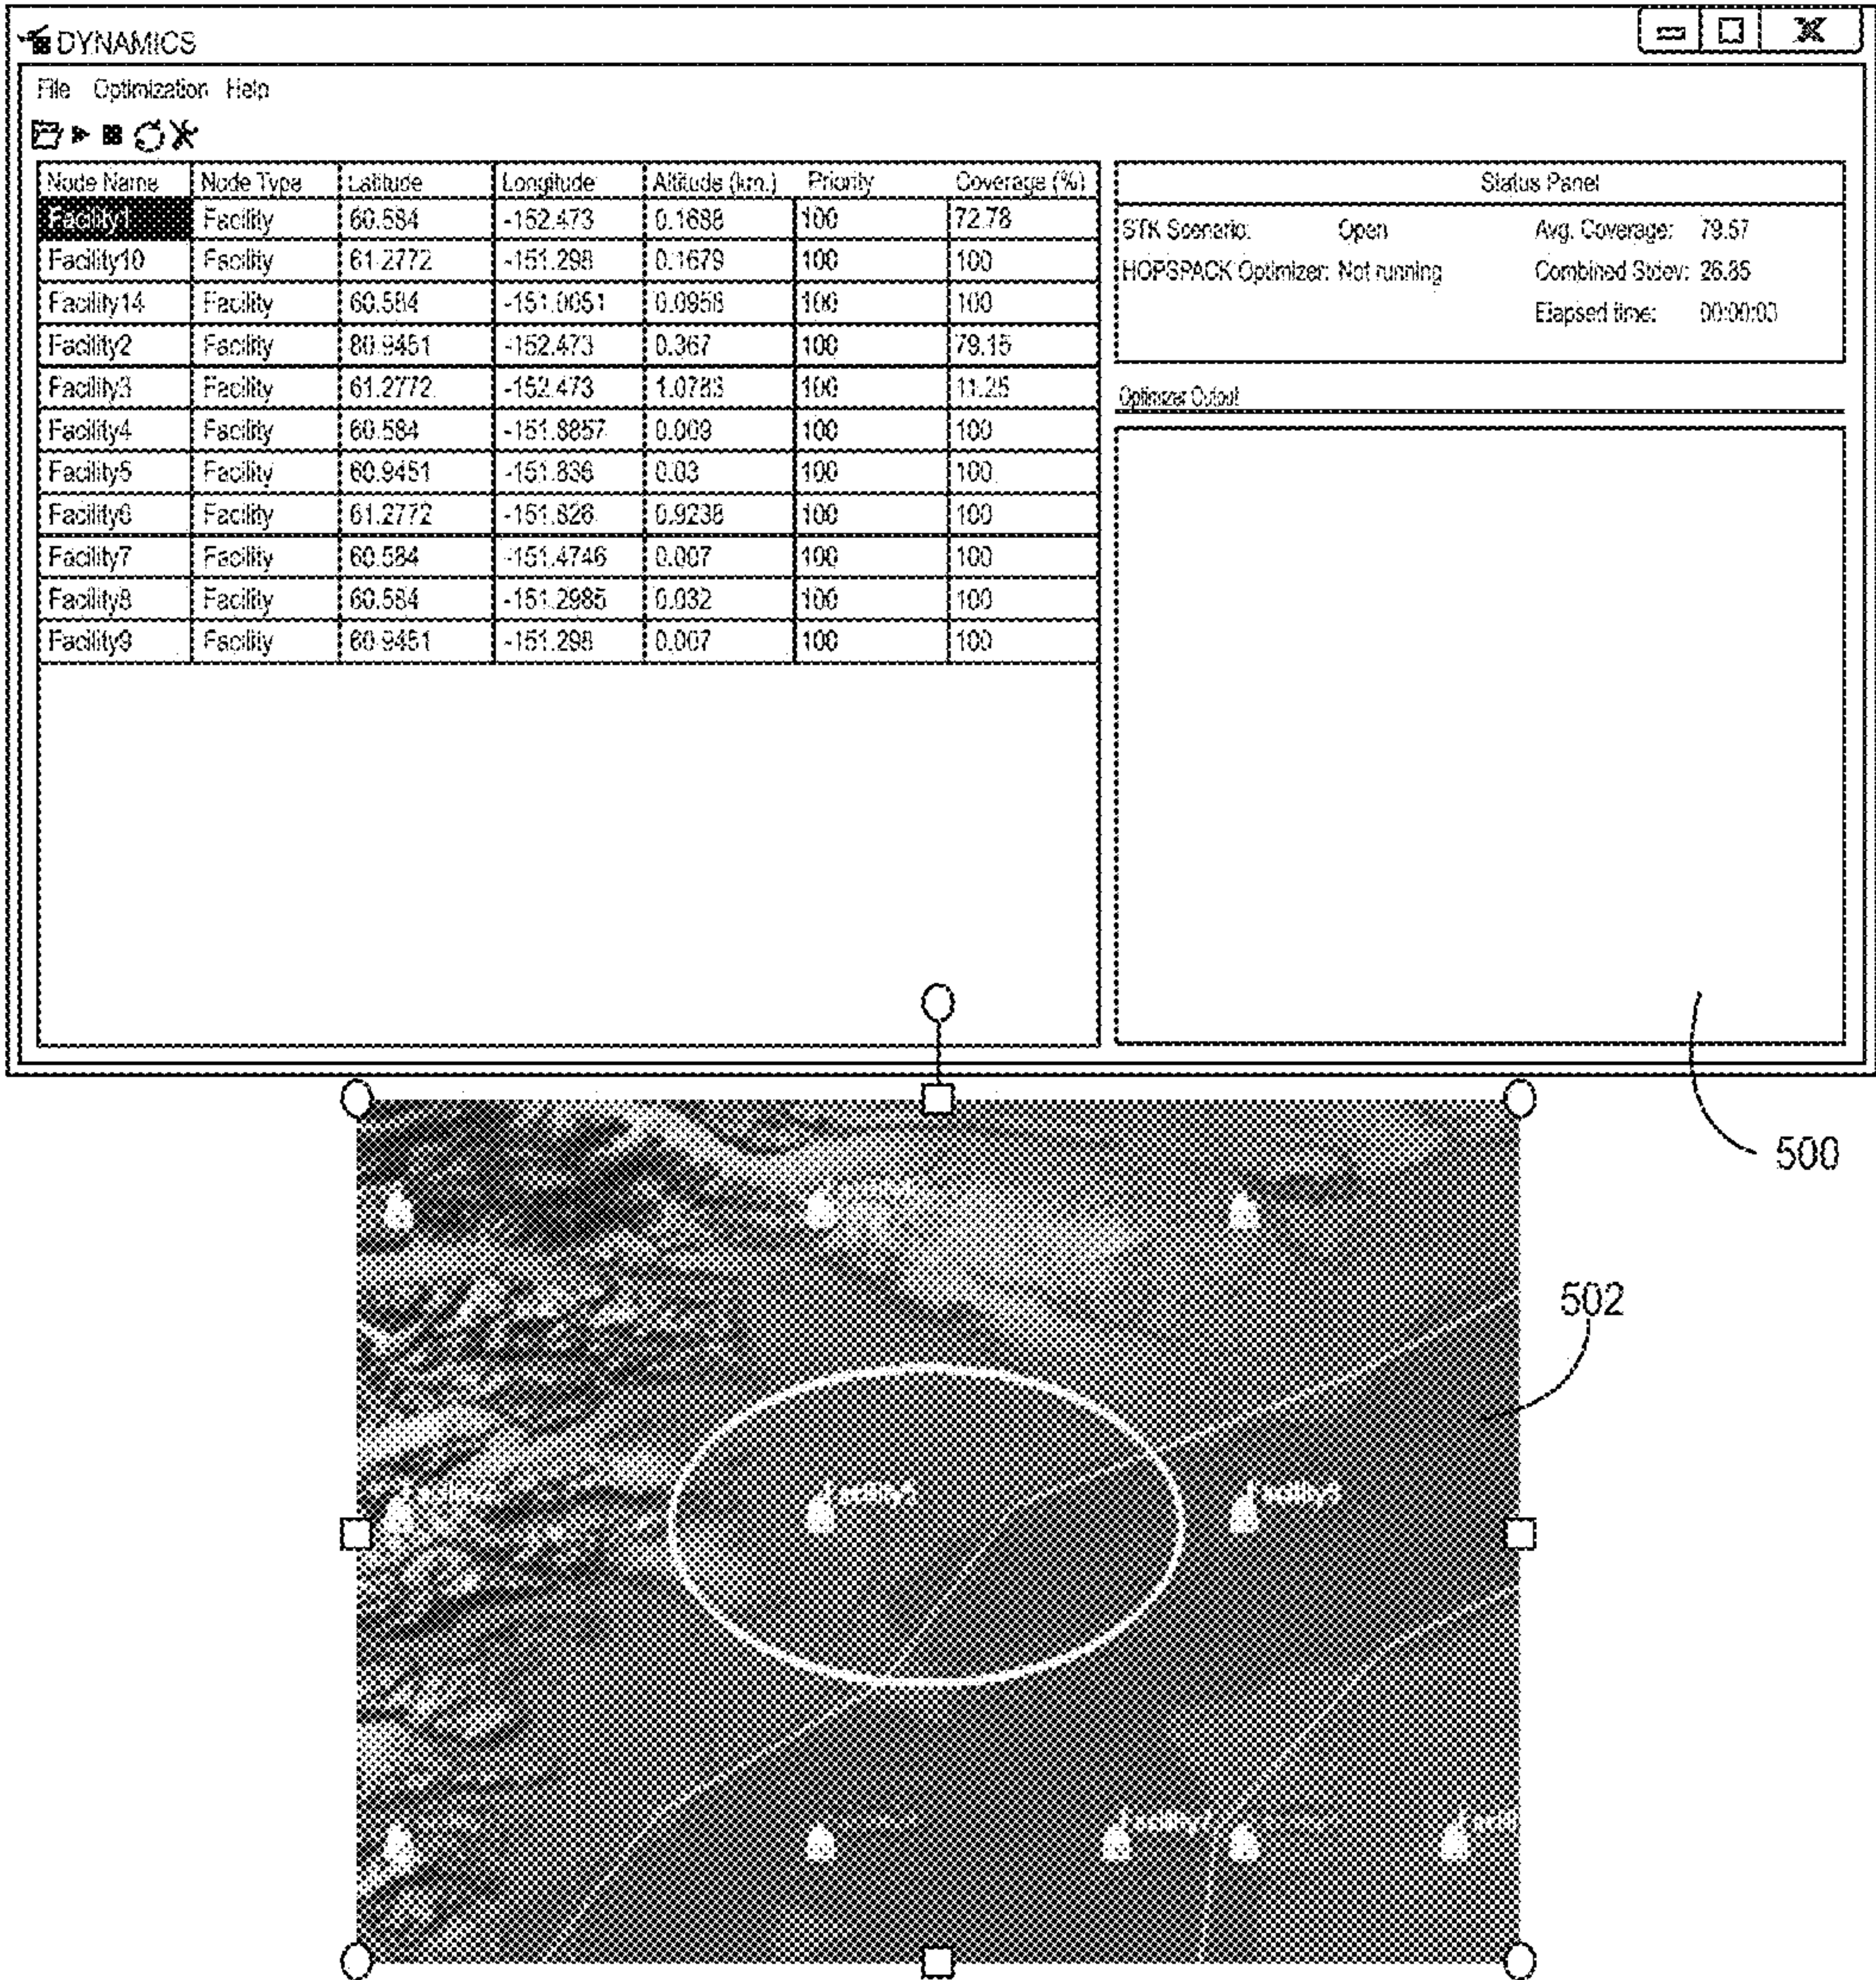 DYNAMICS
File Optimization Help
Node Name Node Type Latitude Longitude Altitude (km.) Priority Coverage (%)
Facility1 Facility 60.584 -152.473 0.1688 100 72.78
Facility10 Facility 61.2772 -151.298 0.1679 100 100
Facility14 Facility 60.584 -151.0051 0.0958 100 100
Facility2 Facility 60.9451 -152.473 0.367 100 79.15
Facility3 Facility 61.2772 -152.473 1.0783 100 11.25
Facility4 Facility 60.584 -151.8857 0.009 100 100
Facility5 Facility 60.9451 -151.836 0.03 100 100
Facility6 Facility 61.2772 -151.826 0.9238 100 100
Facility7 Facility 60.584 -151.4746 0.007 100 100
Facility8 Facility 60.584 -151.2985 0.032 100 100
Facility9 Facility 60.9451 -151.298 0.007 100 100
Status Panel
STK Scenario: Open Avg. Coverage: 79.57
HOPSPACK Optimizer: Not running Combined Stdev: 26.85
Elapsed time: 00:00:03
Optimizer Output
500
502
Facility5
Facility9
Facility7